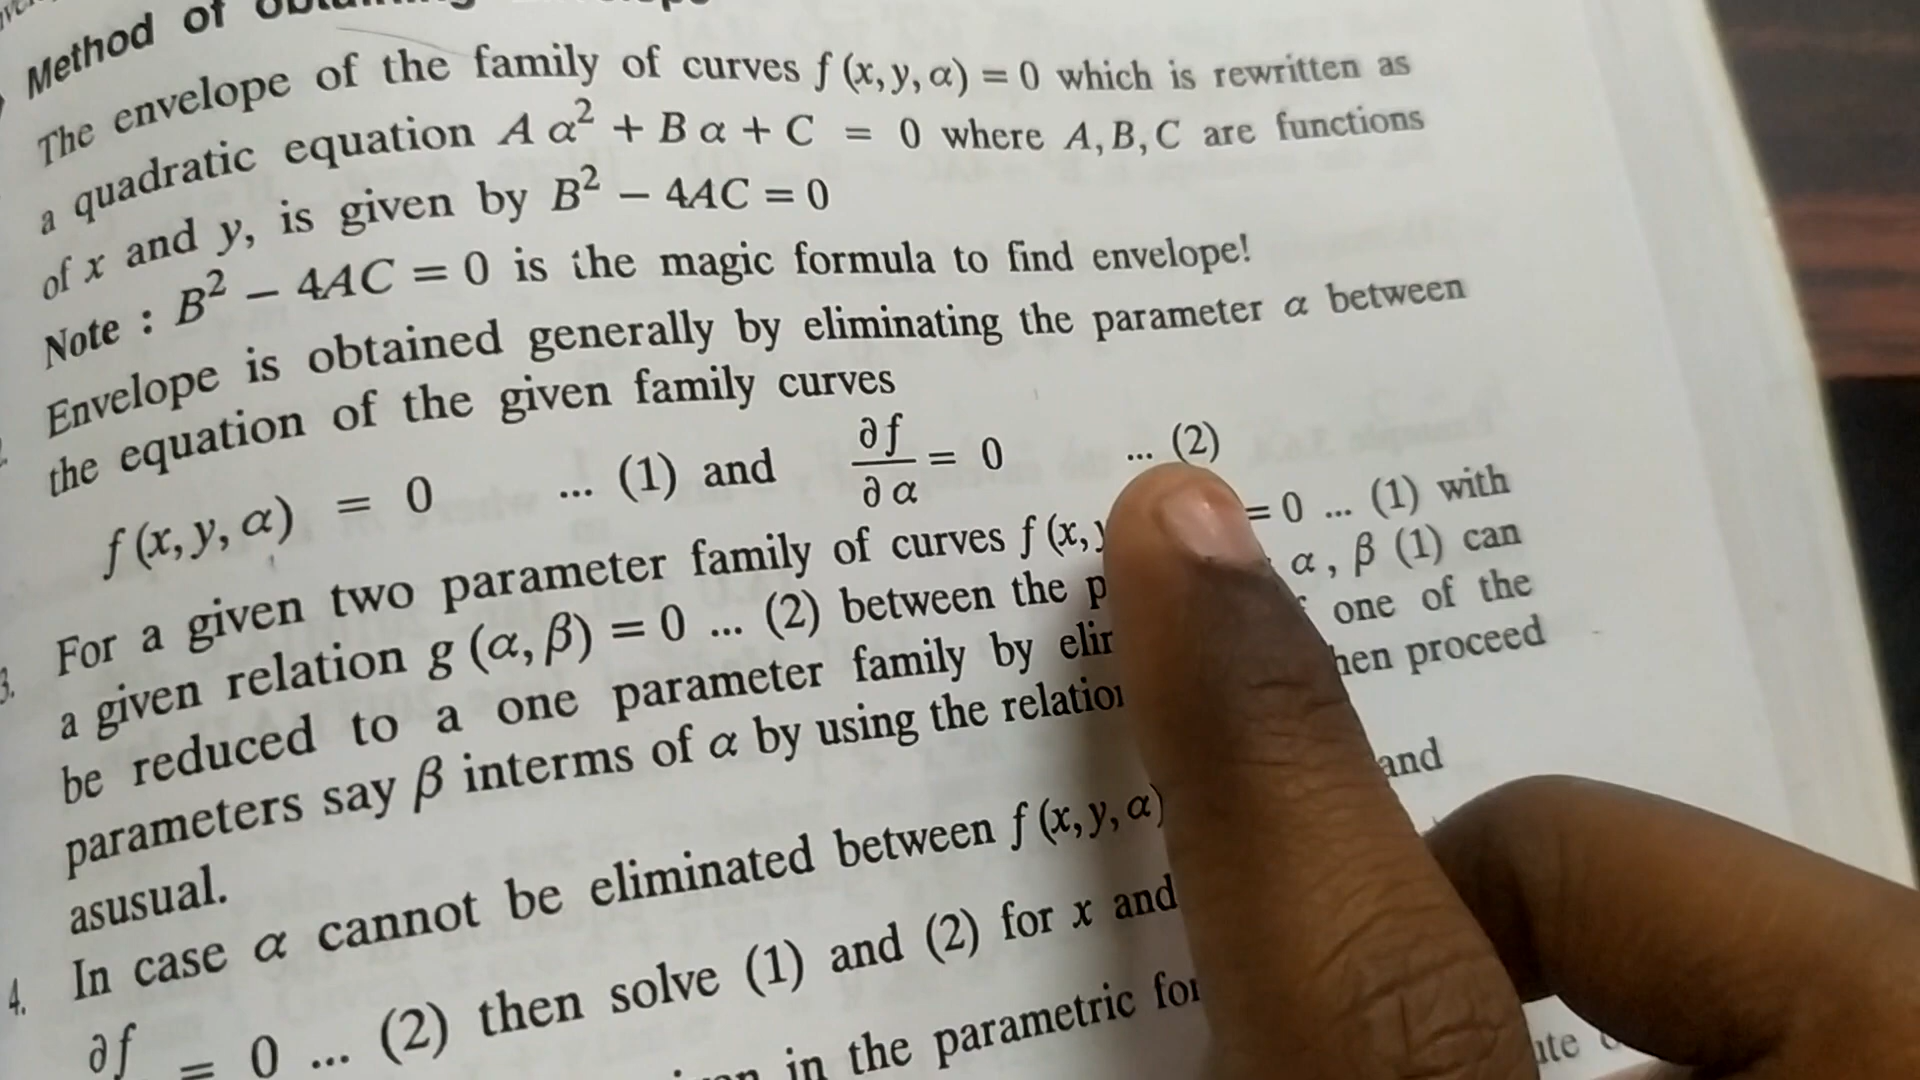 Method of
The envelope of the family of curves f (x, y, α) = 0 which is rewritten as
a quadratic equation A α² + B α + C = 0 where A, B, C are functions
of x and y, is given by B² − 4AC = 0
Note : B² − 4AC = 0 is the magic formula to find envelope!
Envelope is obtained generally by eliminating the parameter α between
the equation of the given family curves
f (x, y, α) = 0 ... (1) and ∂f/∂α = 0 ... (2)
3. For a given two parameter family of curves f (x, = 0 ... (1) with
a given relation g (α, β) = 0 ... (2) between the α , β (1) can
be reduced to a one parameter family by one of the
parameters say β interms of α by using the proceed
asusual.
4. In case α cannot be eliminated between f (x, y, α) and
∂f = 0 ... (2) then solve (1) and (2) for x and
in the parametric